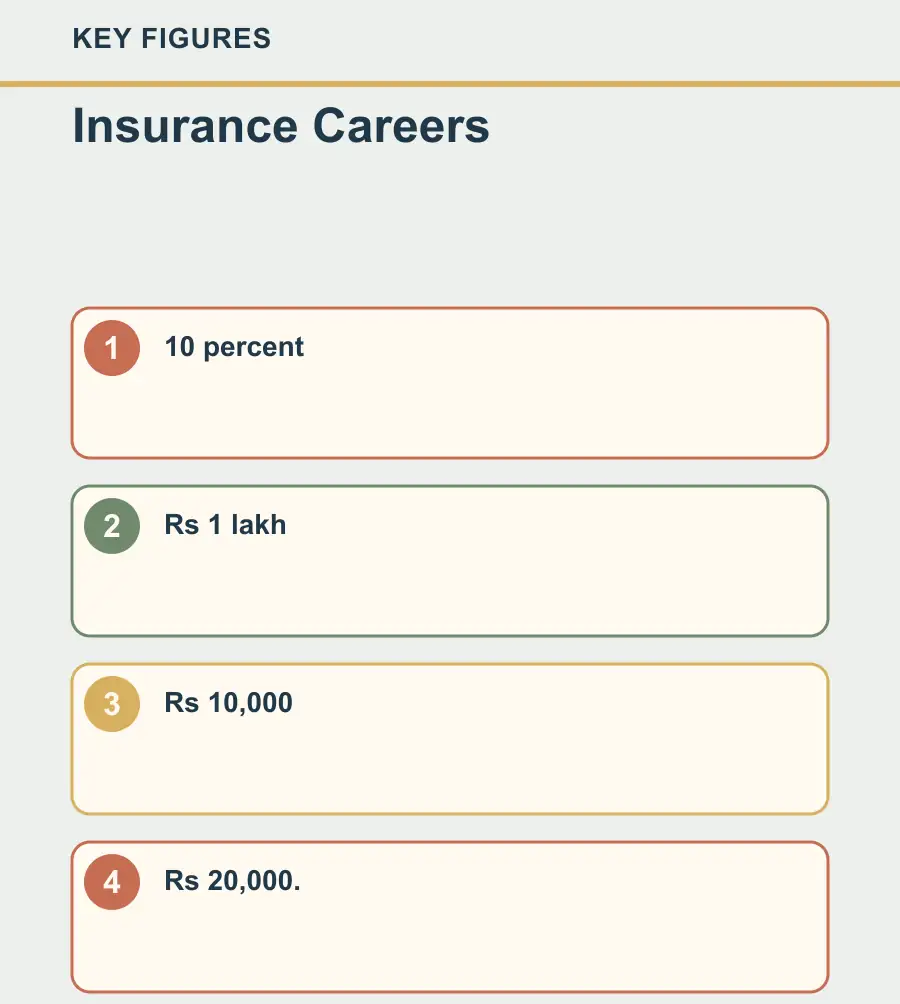 KEY FIGURES
Insurance Careers
1 10 percent
2 Rs 1 lakh
3 Rs 10,000
4 Rs 20,000.